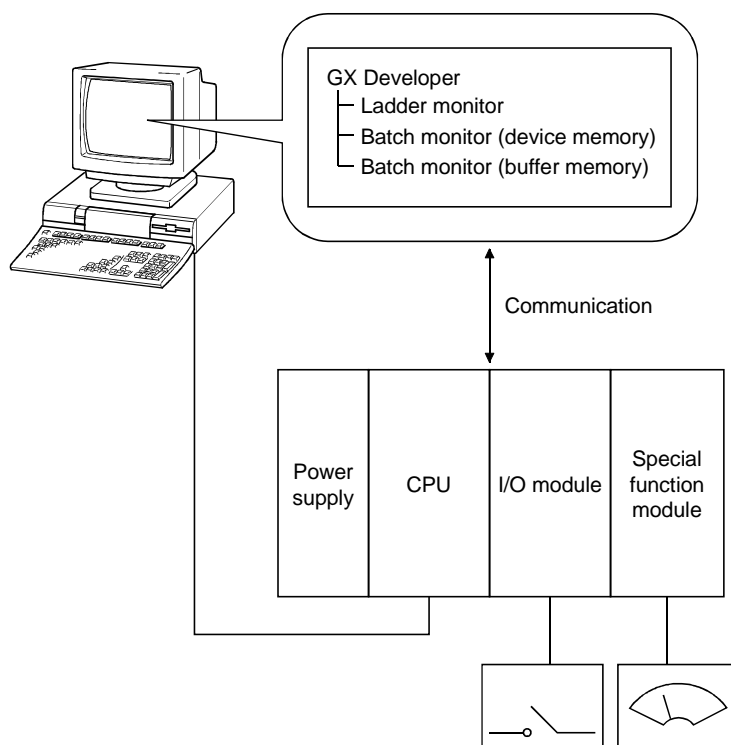 GX Developer
Ladder monitor
Batch monitor (device memory)
Batch monitor (buffer memory)
Communication
Power
supply
CPU
I/O module
Special
function
module